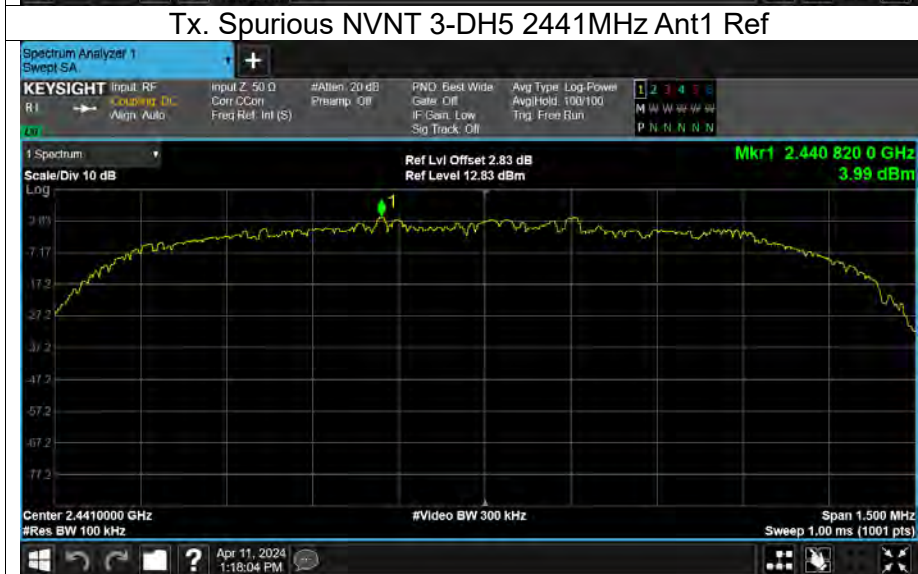 Tx. Spurious NVNT 3-DH5 2441MHz Ant1 Ref
Spectrum Analyzer 1
Swept SA
KEYSIGHT Input: RF Input Z: 50 Ω #Atten: 20 dB PNO: Best Wide Avg Type: Log-Power 1 2 3 4 5 6
Coupling: DC Corr CCorr Preamp: Off Gate: Off Avg|Hold: 100/100 M W W W W W
Align: Auto Freq Ref: Int (S) IF Gain: Low Trig: Free Run
Sig Track: Off P N N N N N
1 Spectrum Ref Lvl Offset 2.83 dB Mkr1 2.440 820 0 GHz
Scale/Div 10 dB Ref Level 12.83 dBm 3.99 dBm
Log
1
2.83
-7.17
-17.2
-27.2
-37.2
-47.2
-57.2
-67.2
-77.2
Center 2.4410000 GHz #Video BW 300 kHz Span 1.500 MHz
#Res BW 100 kHz Sweep 1.00 ms (1001 pts)
? Apr 11, 2024
1:18:04 PM